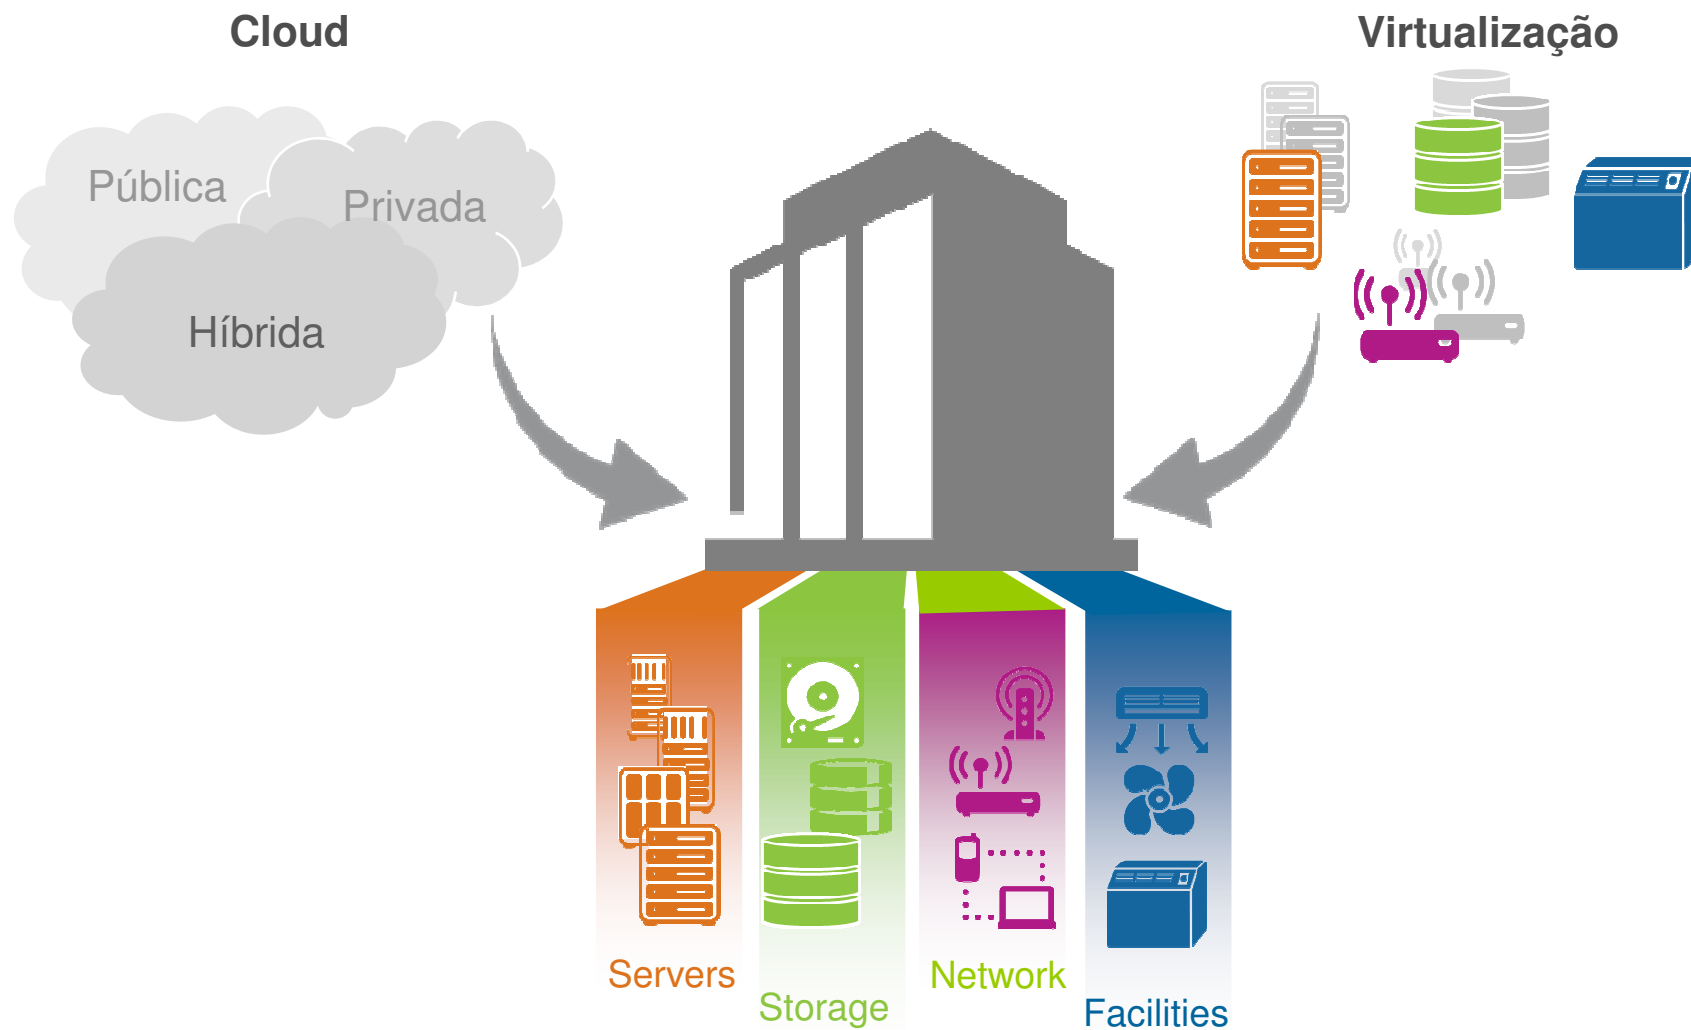 Cloud
Virtualização
Pública
Privada
Híbrida
Servers
Storage
Network
Facilities